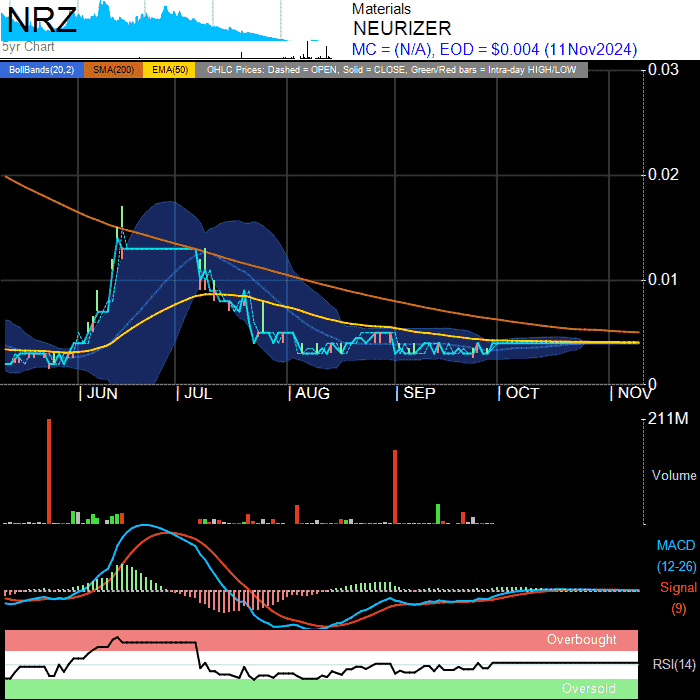 NRZ
5yr Chart
Materials
NEURIZER
MC = (N/A), EOD = $0.004 (11Nov2024)
BollBands(20,2) SMA(200) EMA(50) OHLC Prices: Dashed = OPEN, Solid = CLOSE, Green/Red bars = Intra-day HIGH/LOW
0.03
0.02
0.01
0
JUN JUL AUG SEP OCT NOV
211M
Volume
MACD
(12-26)
Signal
(9)
Overbought
RSI(14)
Oversold